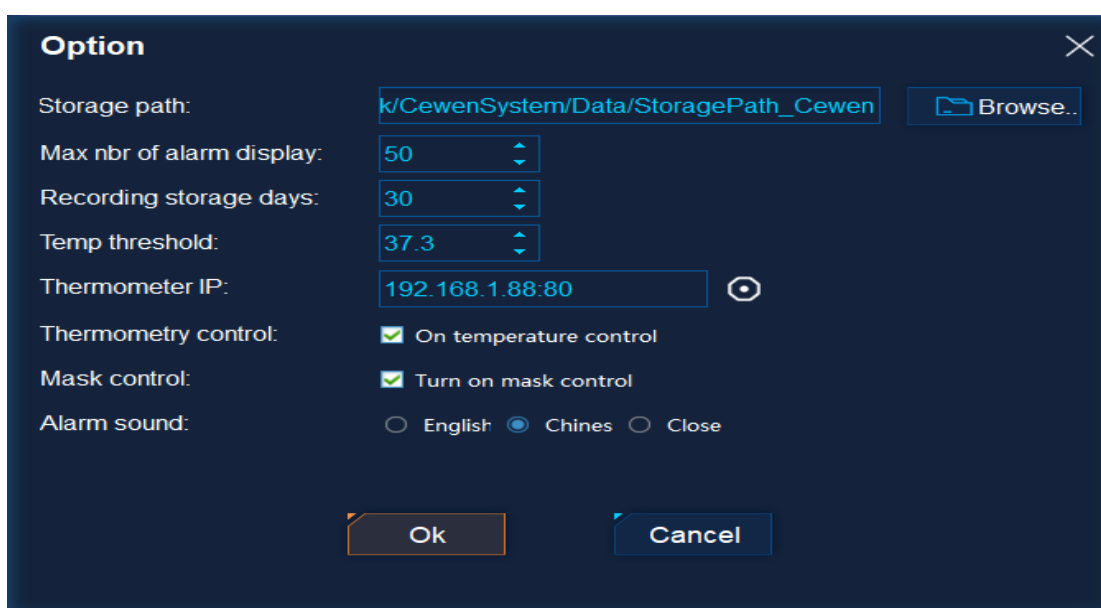 Option
Storage path: k/CewenSystem/Data/StoragePath_Cewen Browse..
Max nbr of alarm display: 50
Recording storage days: 30
Temp threshold: 37.3
Thermometer IP: 192.168.1.88:80
Thermometry control: On temperature control
Mask control: Turn on mask control
Alarm sound: English Chines Close
Ok Cancel